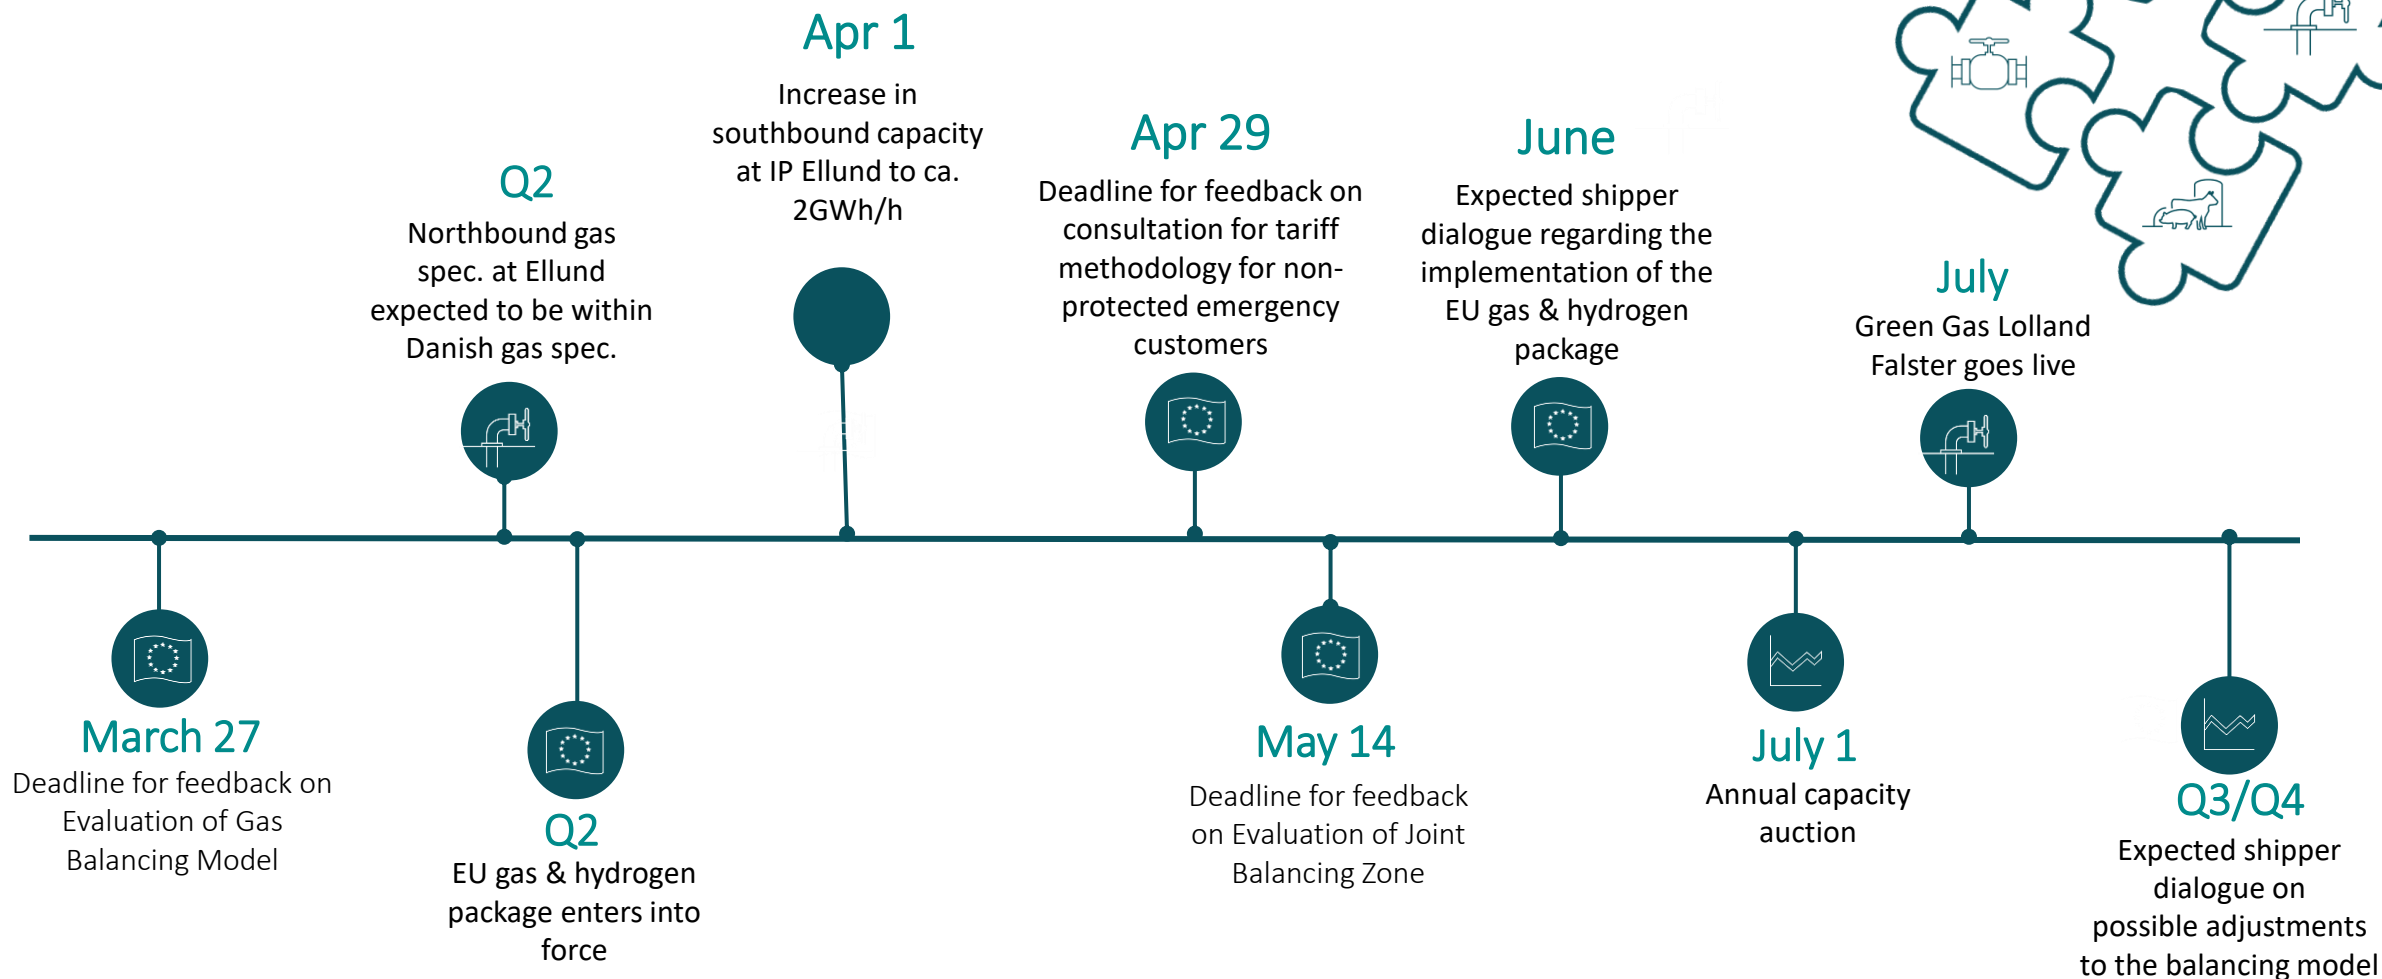 Apr 1
Increase in
southbound capacity
at IP Ellund to ca.
2GWh/h
Q2
Northbound gas
spec. at Ellund
expected to be within
Danish gas spec.
Apr 29
Deadline for feedback on
consultation for tariff
methodology for non-
protected emergency
customers
June
Expected shipper
dialogue regarding the
implementation of the
EU gas & hydrogen
package
July
Green Gas Lolland
Falster goes live
March 27
Deadline for feedback on
Evaluation of Gas
Balancing Model
Q2
EU gas & hydrogen
package enters into
force
May 14
Deadline for feedback
on Evaluation of Joint
Balancing Zone
July 1
Annual capacity
auction
Q3/Q4
Expected shipper
dialogue on
possible adjustments
to the balancing model